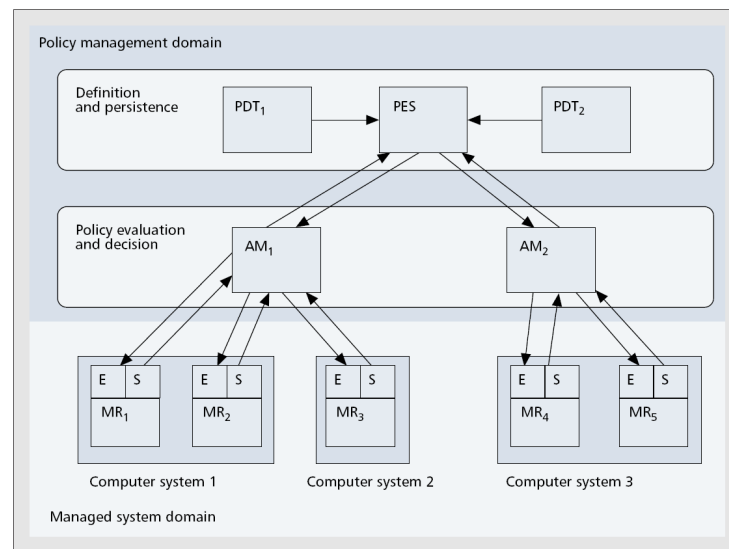 Policy management domain
Definition
and persistence
PDT1
PES
PDT2
Policy evaluation
and decision
AM1
AM2
E S
MR1
E S
MR2
E S
MR3
E S
MR4
E S
MR5
Computer system 1
Computer system 2
Computer system 3
Managed system domain